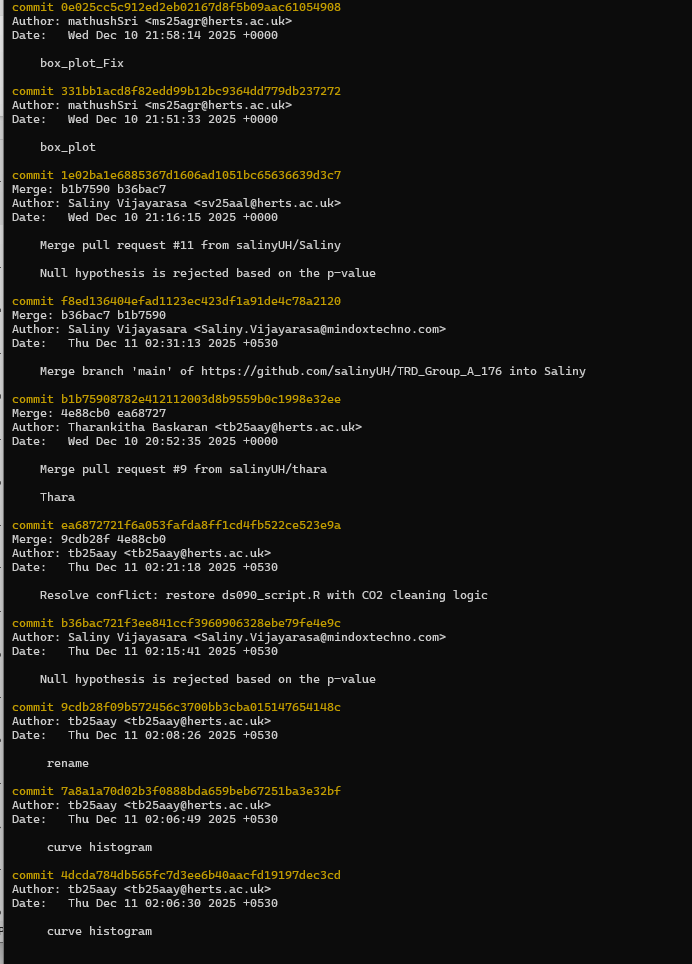 commit 0e025cc5c912ed2eb02167d8f5b09aac61054908
Author: mathushSri <ms25agr@herts.ac.uk>
Date:   Wed Dec 10 21:58:14 2025 +0000
box_plot_Fix
commit 331bb1acd8f82edd99b12bc9364dd779db237272
Author: mathushSri <ms25agr@herts.ac.uk>
Date:   Wed Dec 10 21:51:33 2025 +0000
box_plot
commit 1e02ba1e6885367d1606ad1051bc65636639d3c7
Merge: b1b7590 b36bac7
Author: Saliny Vijayarasa <sv25aal@herts.ac.uk>
Date:   Wed Dec 10 21:16:15 2025 +0000
Merge pull request #11 from salinyUH/Saliny
Null hypothesis is rejected based on the p-value
commit f8ed136404efad1123ec423df1a91de4c78a2120
Merge: b36bac7 b1b7590
Author: Saliny Vijayasara <Saliny.Vijayarasa@mindoxtechno.com>
Date:   Thu Dec 11 02:31:13 2025 +0530
Merge branch 'main' of https://github.com/salinyUH/TRD_Group_A_176 into Saliny
commit b1b75908782e412112003d8b9559b0c1998e32ee
Merge: 4e88cb0 ea68727
Author: Tharankitha Baskaran <tb25aay@herts.ac.uk>
Date:   Wed Dec 10 20:52:35 2025 +0000
Merge pull request #9 from salinyUH/thara
Thara
commit ea6872721f6a053fafda8ff1cd4fb522ce523e9a
Merge: 9cdb28f 4e88cb0
Author: tb25aay <tb25aay@herts.ac.uk>
Date:   Thu Dec 11 02:21:18 2025 +0530
Resolve conflict: restore ds090_script.R with CO2 cleaning logic
commit b36bac721f3ee841ccf3960906328ebe79fe4e9c
Author: Saliny Vijayasara <Saliny.Vijayarasa@mindoxtechno.com>
Date:   Thu Dec 11 02:15:41 2025 +0530
Null hypothesis is rejected based on the p-value
commit 9cdb28f09b572456c3700bb3cba015147654148c
Author: tb25aay <tb25aay@herts.ac.uk>
Date:   Thu Dec 11 02:08:26 2025 +0530
rename
commit 7a8a1a70d02b3f0888bda659beb67251ba3e32bf
Author: tb25aay <tb25aay@herts.ac.uk>
Date:   Thu Dec 11 02:06:49 2025 +0530
curve histogram
commit 4dcda784db565fc7d3ee6b40aacfd19197dec3cd
Author: tb25aay <tb25aay@herts.ac.uk>
Date:   Thu Dec 11 02:06:30 2025 +0530
curve histogram